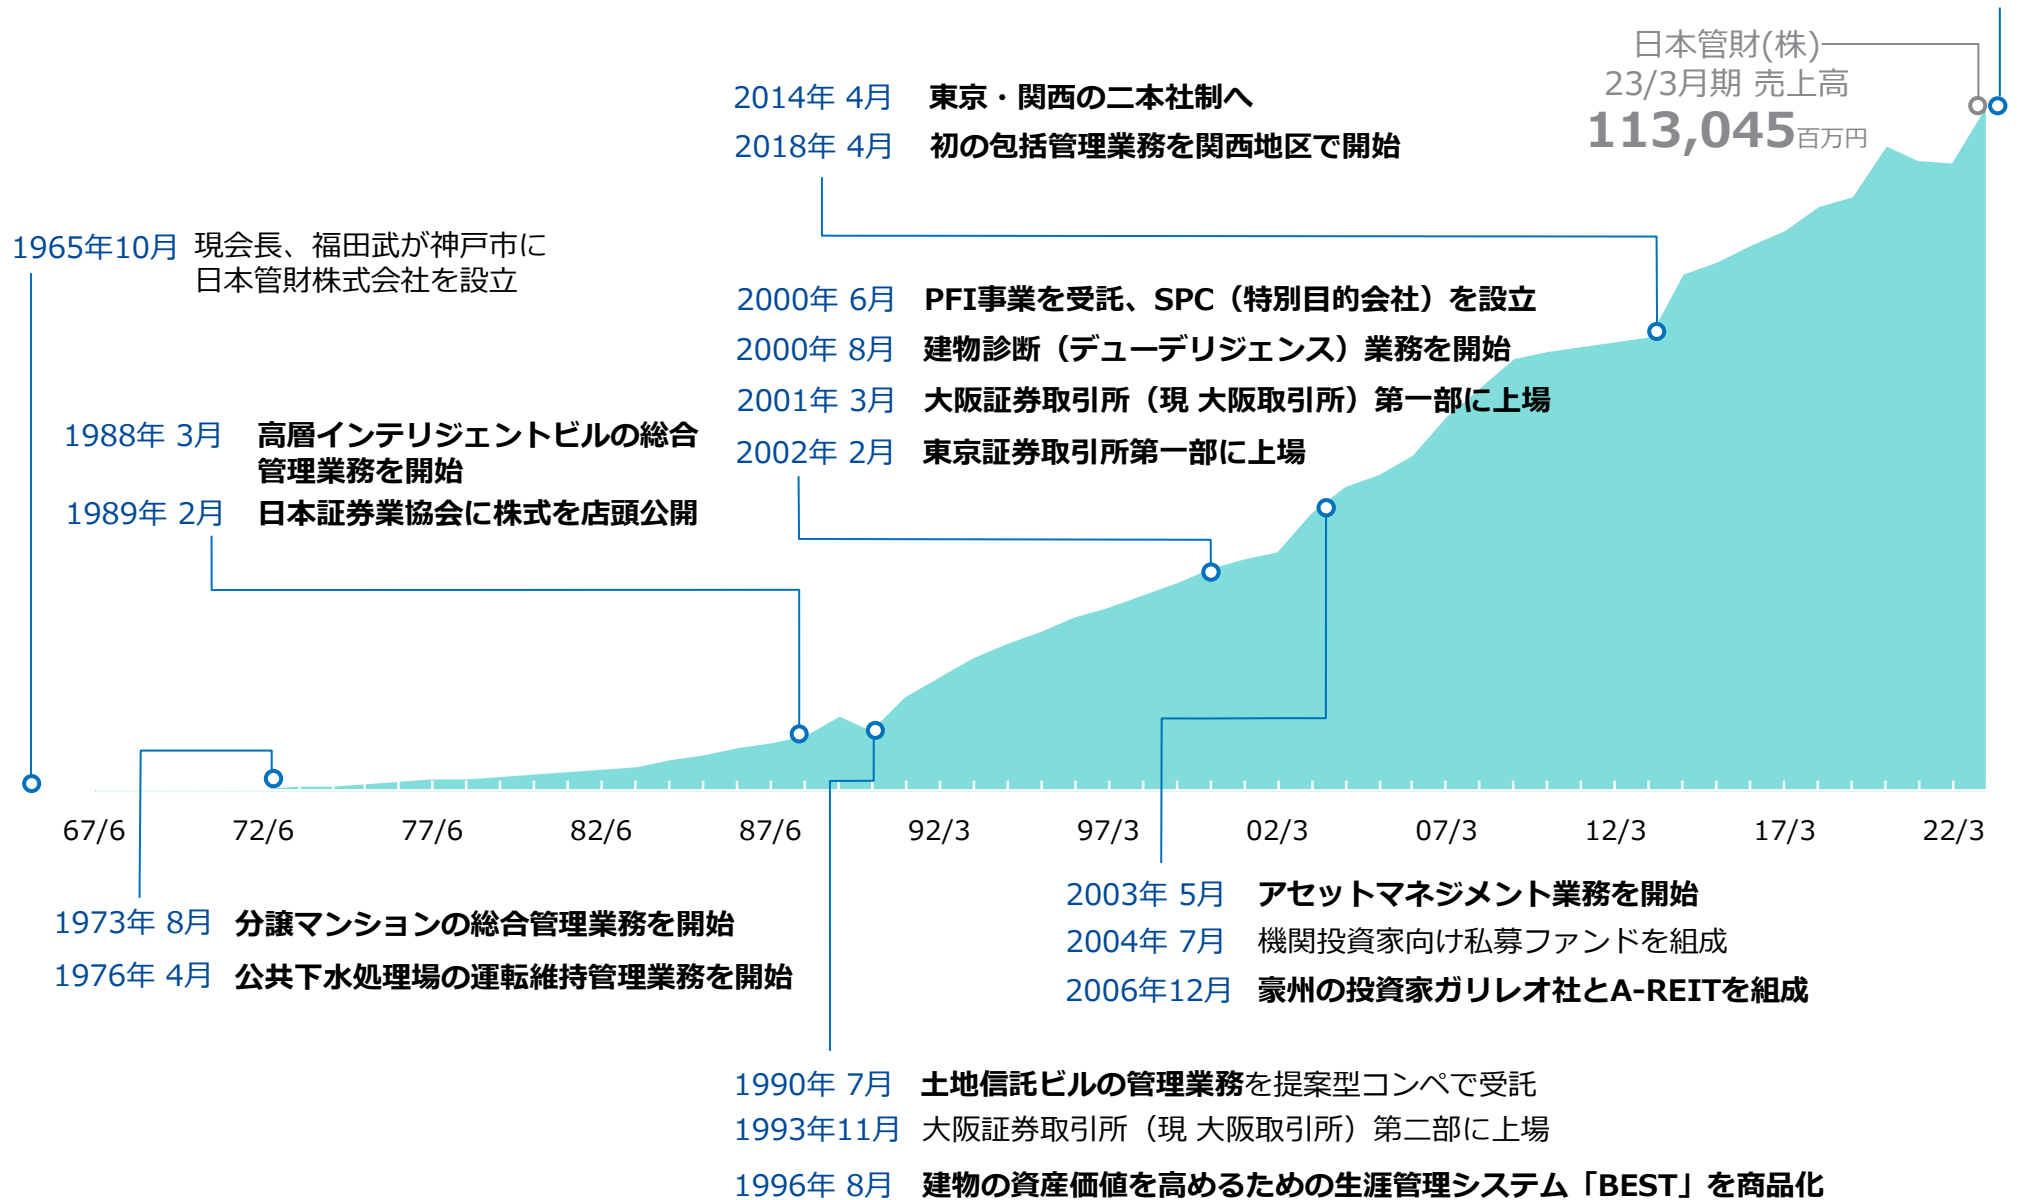 日本管財(株)
23/3月期 売上高
113,045百万円
2014年 4月 東京・関西の二本社制へ
2018年 4月 初の包括管理業務を関西地区で開始
1965年10月 現会長、福田武が神戸市に
日本管財株式会社を設立
2000年 6月 PFI事業を受託、SPC（特別目的会社）を設立
2000年 8月 建物診断（デューデリジェンス）業務を開始
2001年 3月 大阪証券取引所（現 大阪取引所）第一部に上場
2002年 2月 東京証券取引所第一部に上場
1988年 3月 高層インテリジェントビルの総合
管理業務を開始
1989年 2月 日本証券業協会に株式を店頭公開
67/6 72/6 77/6 82/6 87/6 92/3 97/3 02/3 07/3 12/3 17/3 22/3
1973年 8月 分譲マンションの総合管理業務を開始
1976年 4月 公共下水処理場の運転維持管理業務を開始
2003年 5月 アセットマネジメント業務を開始
2004年 7月 機関投資家向け私募ファンドを組成
2006年12月 豪州の投資家ガリレオ社とA-REITを組成
1990年 7月 土地信託ビルの管理業務を提案型コンペで受託
1993年11月 大阪証券取引所（現 大阪取引所）第二部に上場
1996年 8月 建物の資産価値を高めるための生涯管理システム「BEST」を商品化